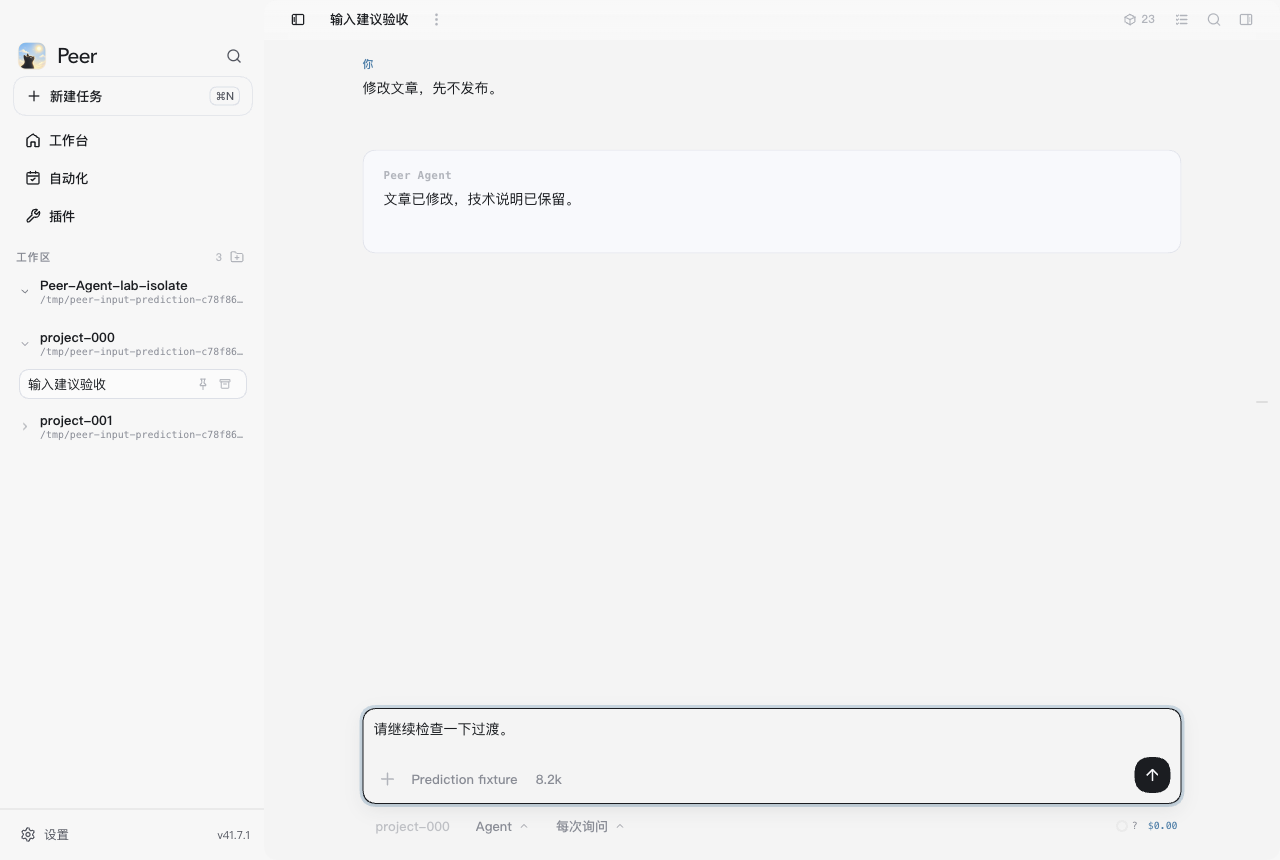 输入建议验收
23
Peer
新建任务
⌘N
工作台
自动化
插件
工作区
3
Peer-Agent-lab-isolate
/tmp/peer-input-prediction-c78f86…
project-000
/tmp/peer-input-prediction-c78f86…
输入建议验收
project-001
/tmp/peer-input-prediction-c78f86…
设置
v41.7.1
你
修改文章，先不发布。
Peer Agent
文章已修改，技术说明已保留。
请继续检查一下过渡。
Prediction fixture
8.2k
project-000
Agent
每次询问
?
$0.00